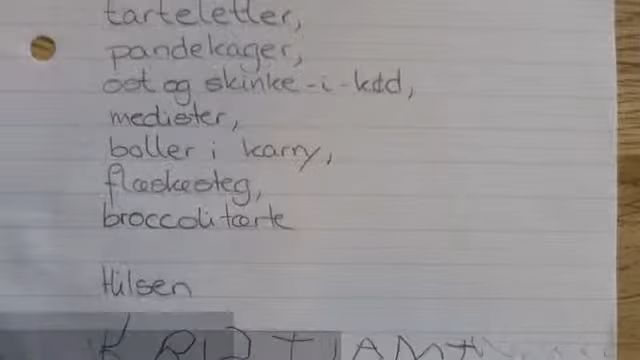 tarteletter,
pandekager,
ost og skinke-i-kød,
medister,
boller i karry,
flæskesteg,
broccolitærte
Hilsen